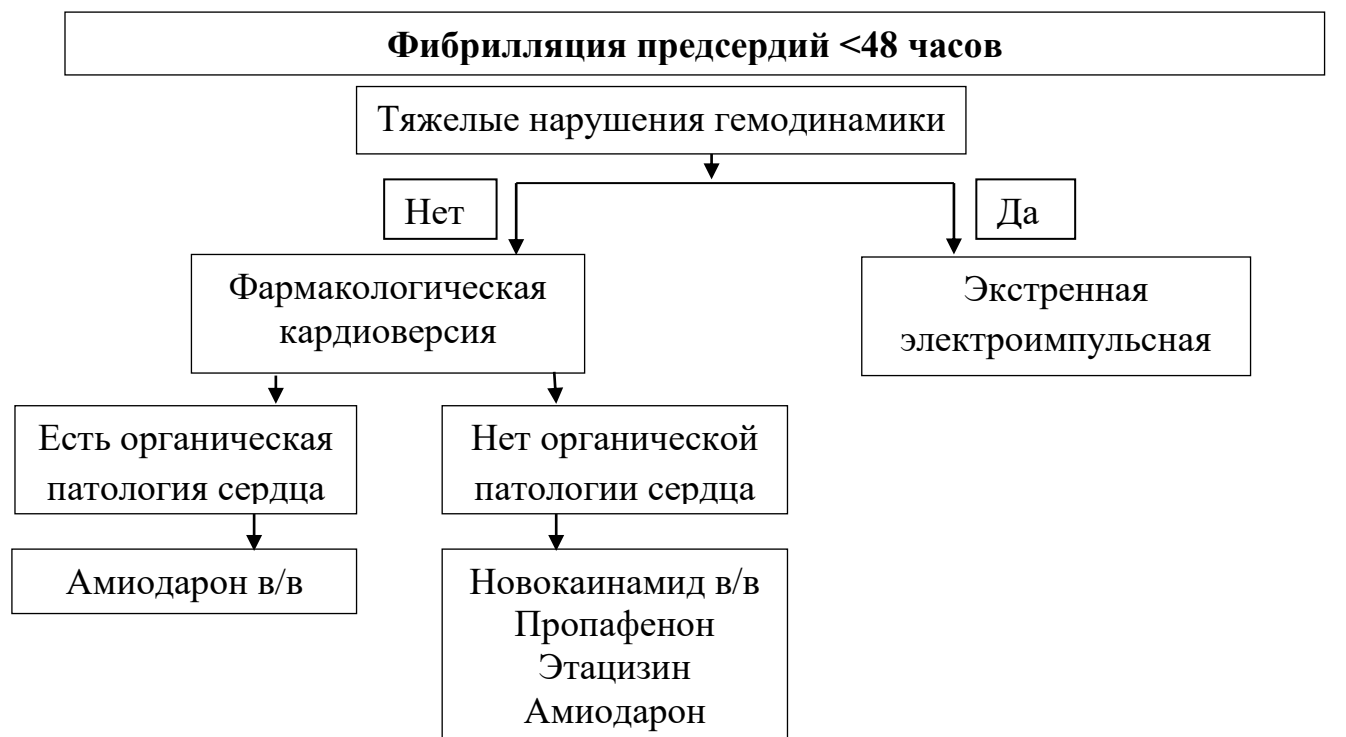 Фибрилляция предсердий <48 часов
Тяжелые нарушения гемодинамики
Нет
Да
Фармакологическая
кардиоверсия
Экстренная
электроимпульсная
Есть органическая
патология сердца
Нет органической
патологии сердца
Амиодарон в/в
Новокаинамид в/в
Пропафенон
Этацизин
Амиодарон